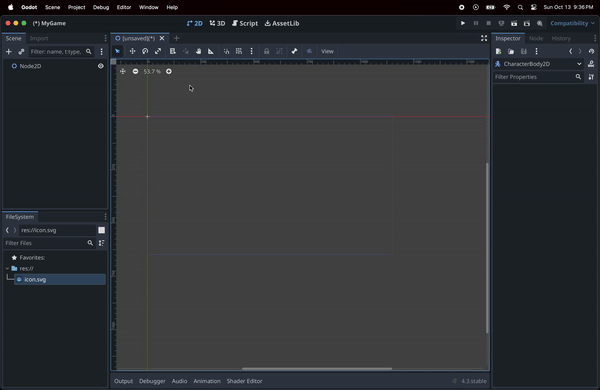 Godot Scene Project Debug Editor Window Help Sun Oct 13 9:36 PM
(*) MyGame 2D 3D Script AssetLib Compatibility
Scene Import [unsaved](*) Inspector Node History
Filter: name, t:type, View
Node2D 53.7 % CharacterBody2D
Filter Properties
FileSystem
res://icon.svg
Filter Files
Favorites:
res://
icon.svg
Output Debugger Audio Animation Shader Editor 4.3.stable